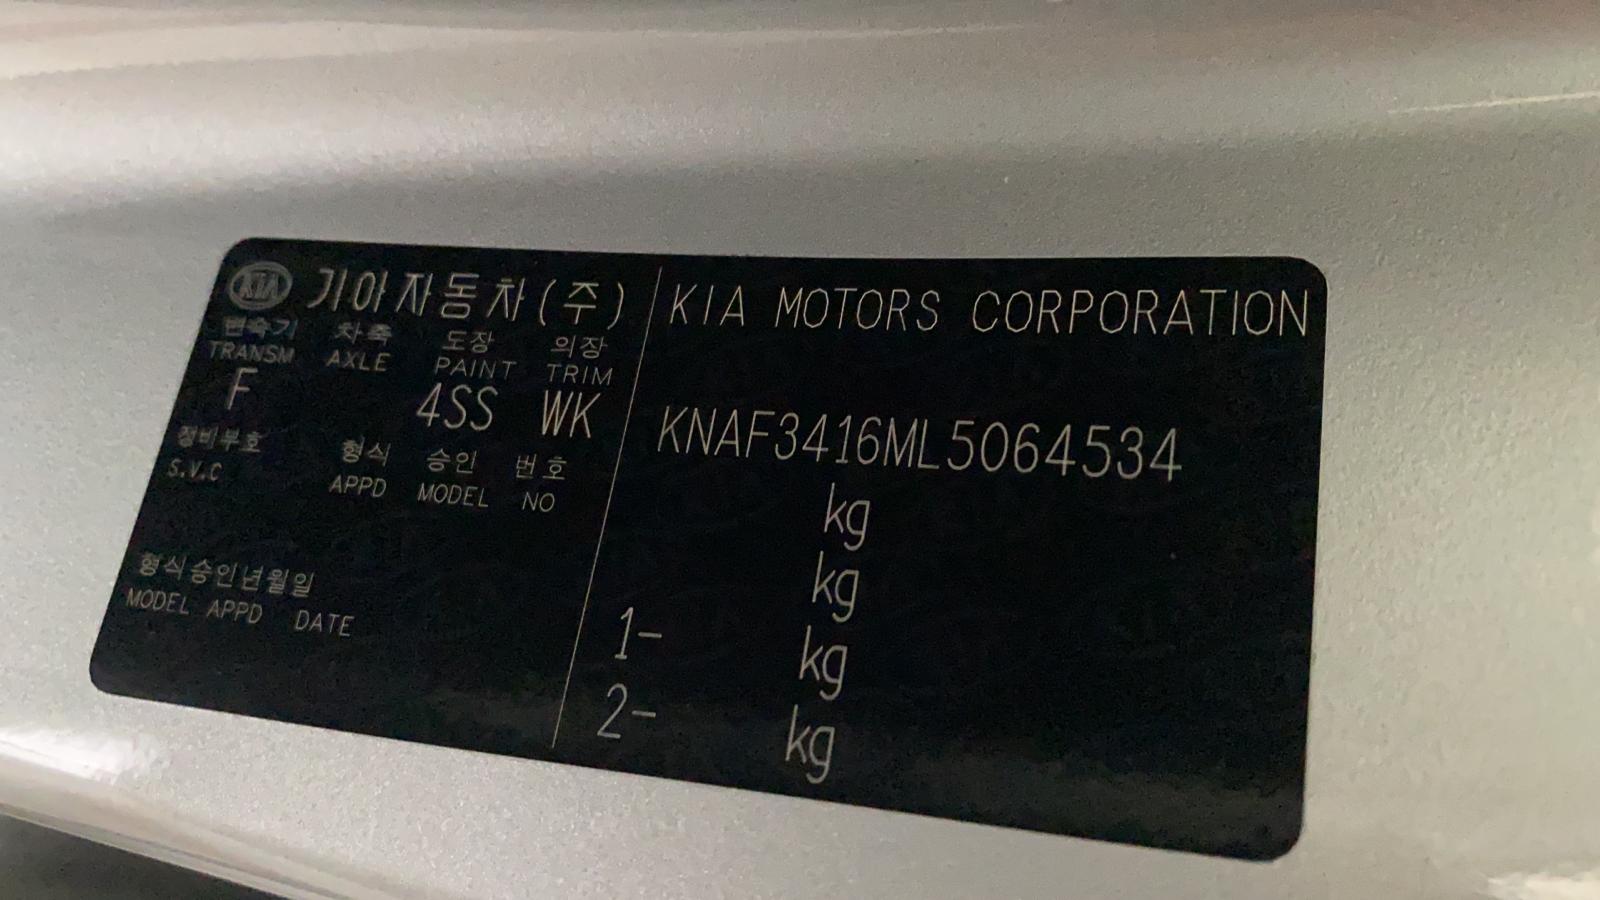 KIA 기아자동차(주)
변속기 차축 도장 의장
TRANSM AXLE PAINT TRIM
F 4SS WK
정비부호 형식 승인 번호
S.V.C APPD MODEL NO
형식승인년월일
MODEL APPD DATE
KIA MOTORS CORPORATION
KNAF3416ML5064534
kg
kg
1- kg
2- kg